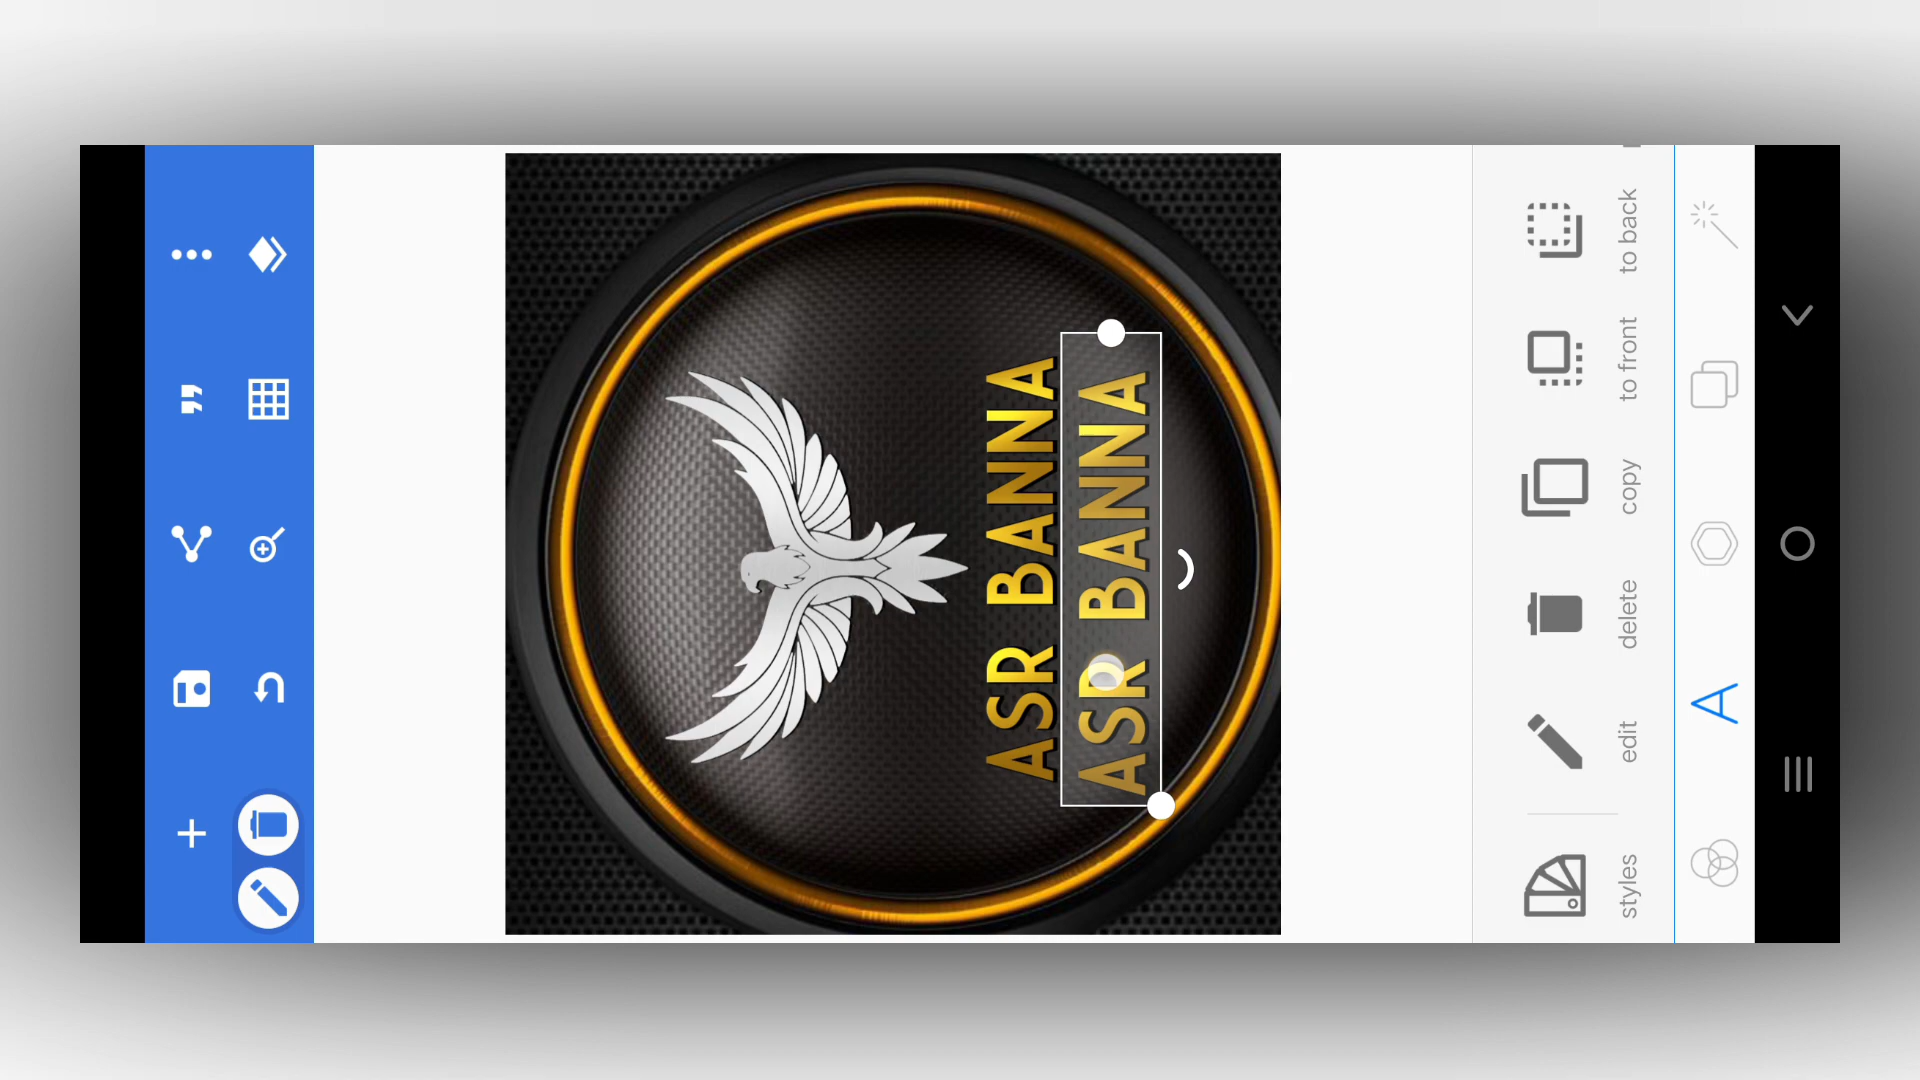 ASR BANNA
ASR BANNA
styles
edit
delete
copy
to front
to back